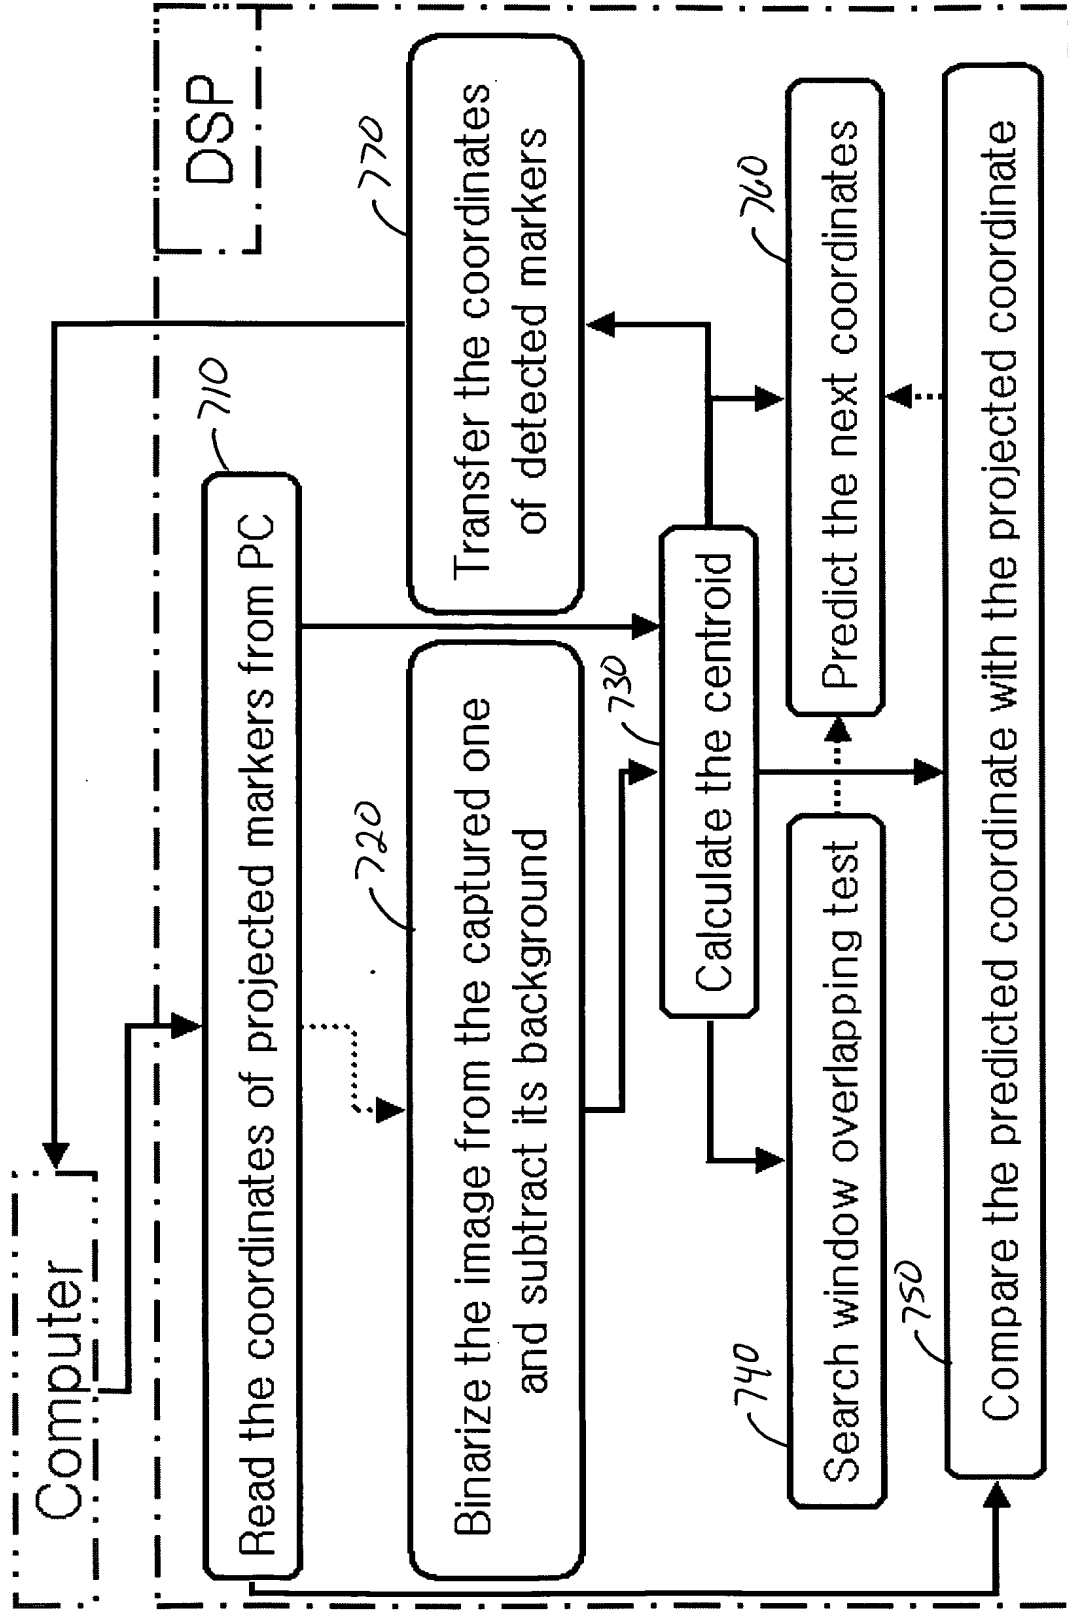 Computer
DSP
710
Read the coordinates of projected markers from PC
720
Binarize the image from the captured one
and subtract its background
770
Transfer the coordinates
of detected markers
730
Calculate the centroid
740
Search window overlapping test
760
Predict the next coordinates
750
Compare the predicted coordinate with the projected coordinate